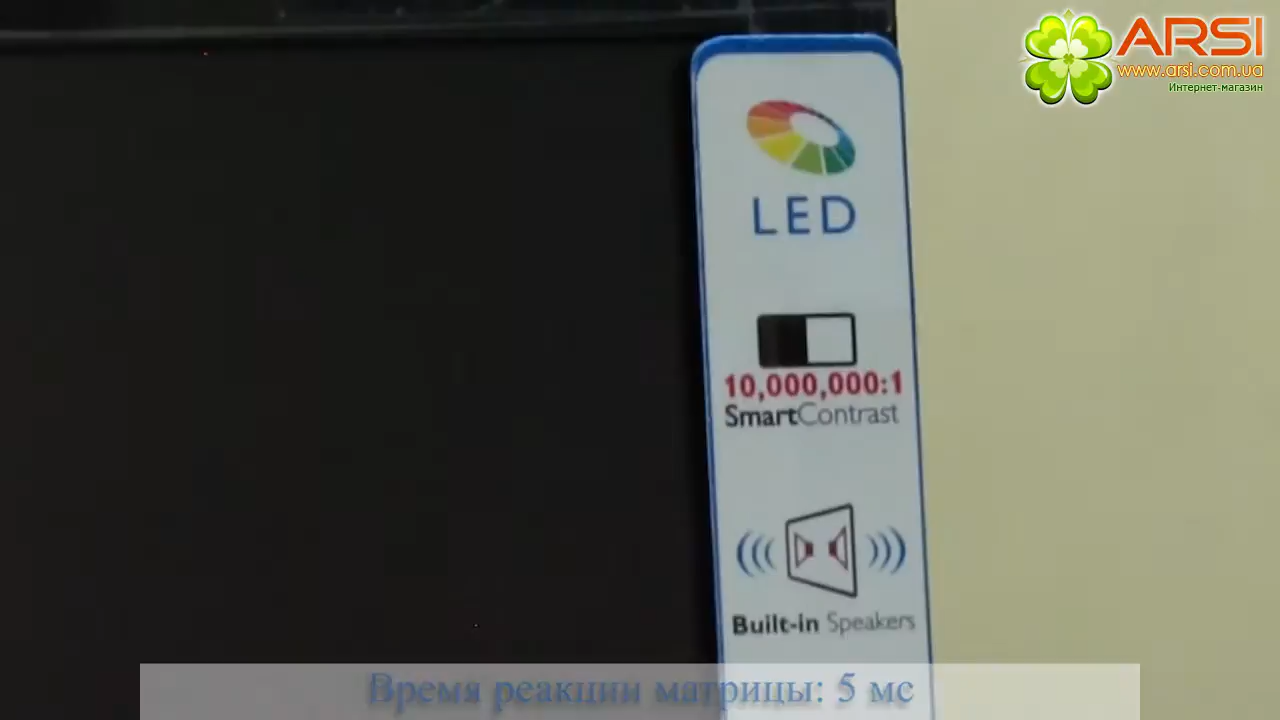 ARSI
www.arsi.com.ua
Интернет-магазин
LED
10,000,000:1
SmartContrast
Built-in Speakers
Время реакции матрицы: 5 мс